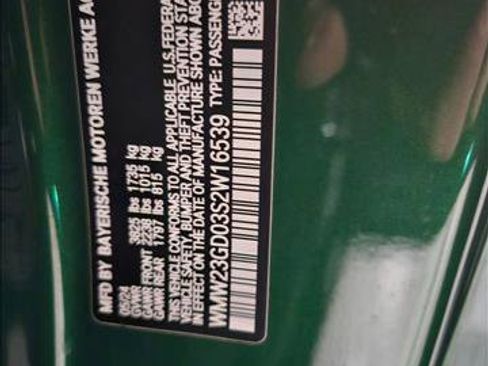 MFD BY BAYERISCHE MOTOREN WERKE A
09/24
GVWR 3825 lbs 1735 kg
GAWR FRONT 2238 lbs 1015 kg
GAWR REAR 1797 lbs 815 kg
THIS VEHICLE CONFORMS TO ALL APPLICABLE U.S. FEDERAL
VEHICLE SAFETY, BUMPER AND THEFT PREVENTION STA
IN EFFECT ON THE DATE OF MANUFACTURE SHOWN ABO
WMW23GD03S2W16539
TYPE: PASSENG